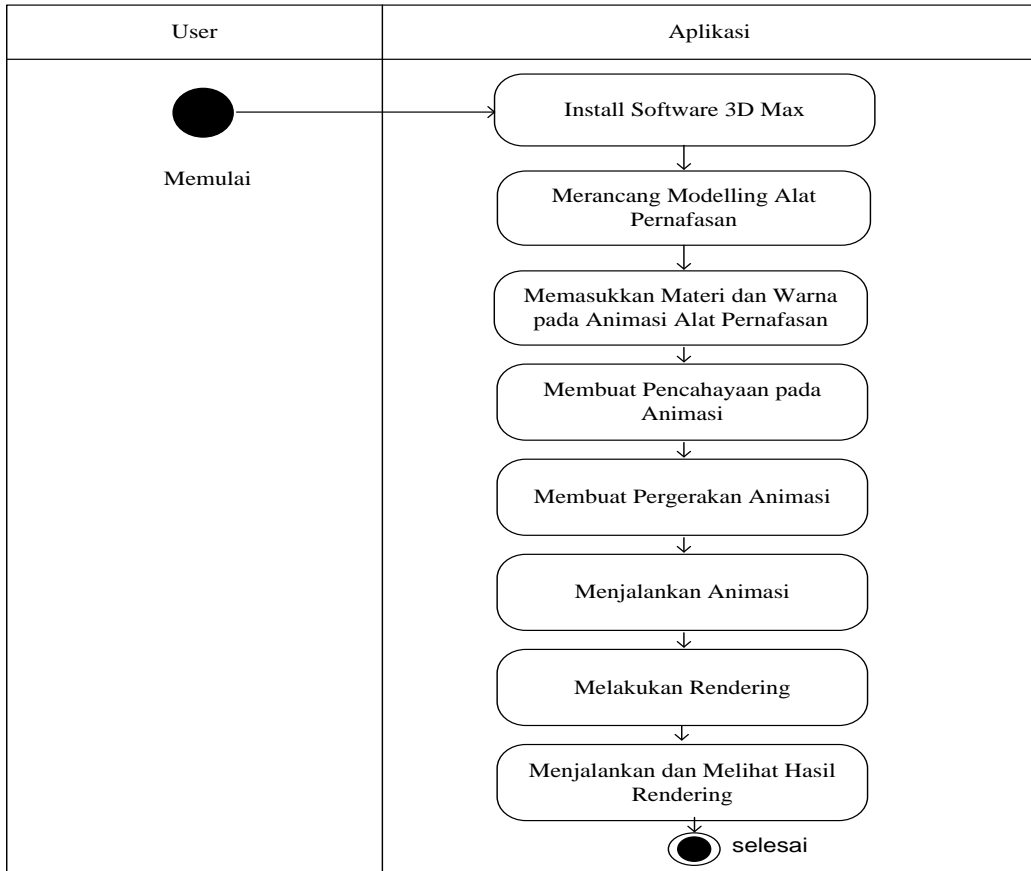 User
Aplikasi
Memulai
Install Software 3D Max
Merancang Modelling Alat
Pernafasan
Memasukkan Materi dan Warna
pada Animasi Alat Pernafasan
Membuat Pencahayaan pada
Animasi
Membuat Pergerakan Animasi
Menjalankan Animasi
Melakukan Rendering
Menjalankan dan Melihat Hasil
Rendering
selesai